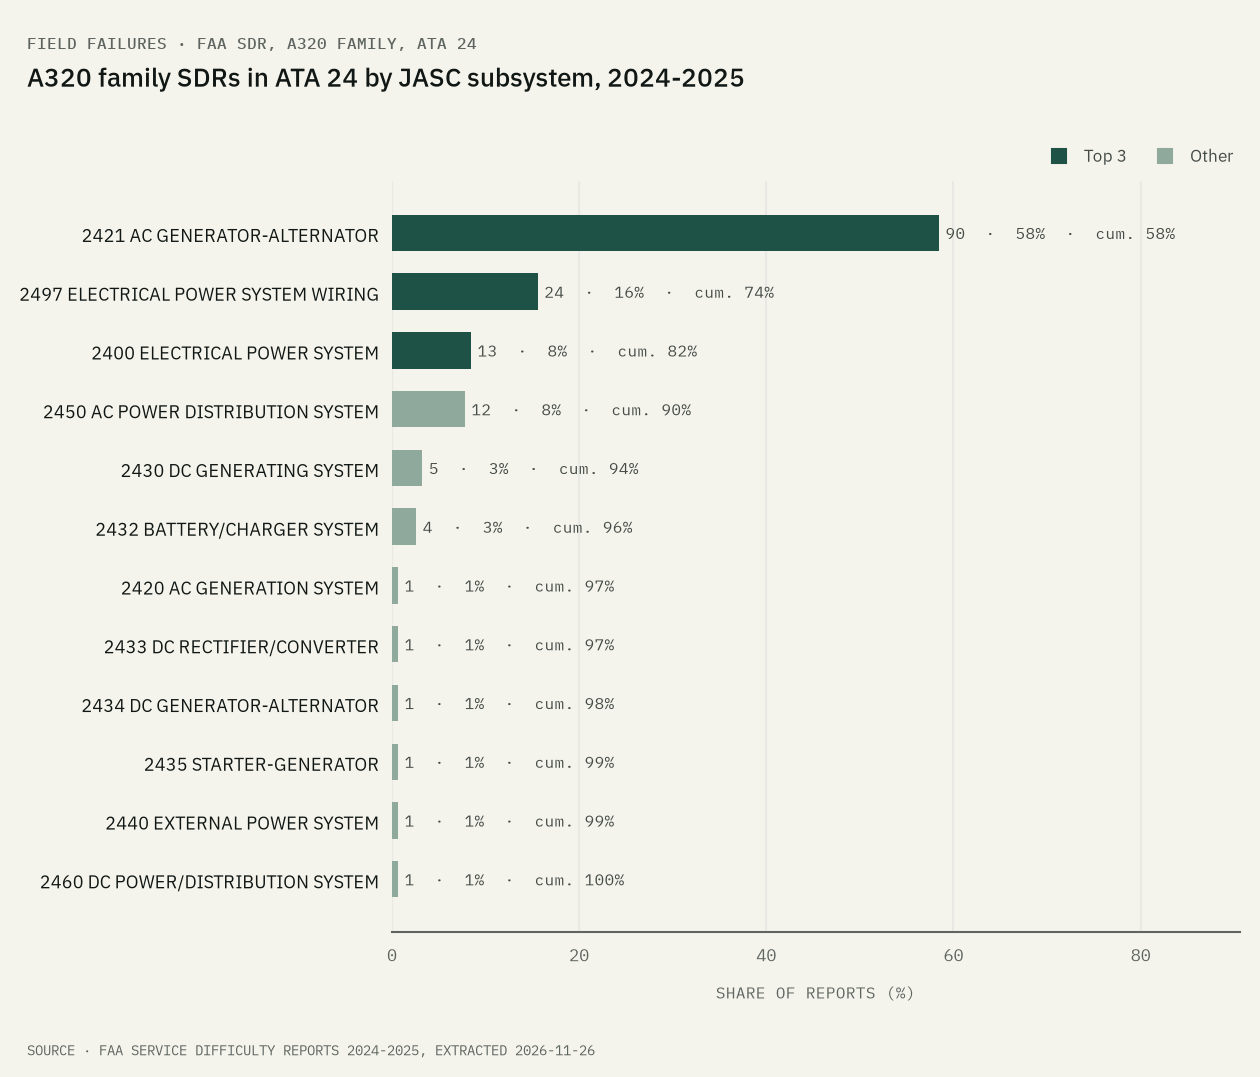 FIELD FAILURES · FAA SDR, A320 FAMILY, ATA 24
A320 family SDRs in ATA 24 by JASC subsystem, 2024-2025
Top 3 Other
2421 AC GENERATOR-ALTERNATOR 90 · 58% · cum. 58%
2497 ELECTRICAL POWER SYSTEM WIRING 24 · 16% · cum. 74%
2400 ELECTRICAL POWER SYSTEM 13 · 8% · cum. 82%
2450 AC POWER DISTRIBUTION SYSTEM 12 · 8% · cum. 90%
2430 DC GENERATING SYSTEM 5 · 3% · cum. 94%
2432 BATTERY/CHARGER SYSTEM 4 · 3% · cum. 96%
2420 AC GENERATION SYSTEM 1 · 1% · cum. 97%
2433 DC RECTIFIER/CONVERTER 1 · 1% · cum. 97%
2434 DC GENERATOR-ALTERNATOR 1 · 1% · cum. 98%
2435 STARTER-GENERATOR 1 · 1% · cum. 99%
2440 EXTERNAL POWER SYSTEM 1 · 1% · cum. 99%
2460 DC POWER/DISTRIBUTION SYSTEM 1 · 1% · cum. 100%
0 20 40 60 80
SHARE OF REPORTS (%)
SOURCE · FAA SERVICE DIFFICULTY REPORTS 2024-2025, EXTRACTED 2026-11-26